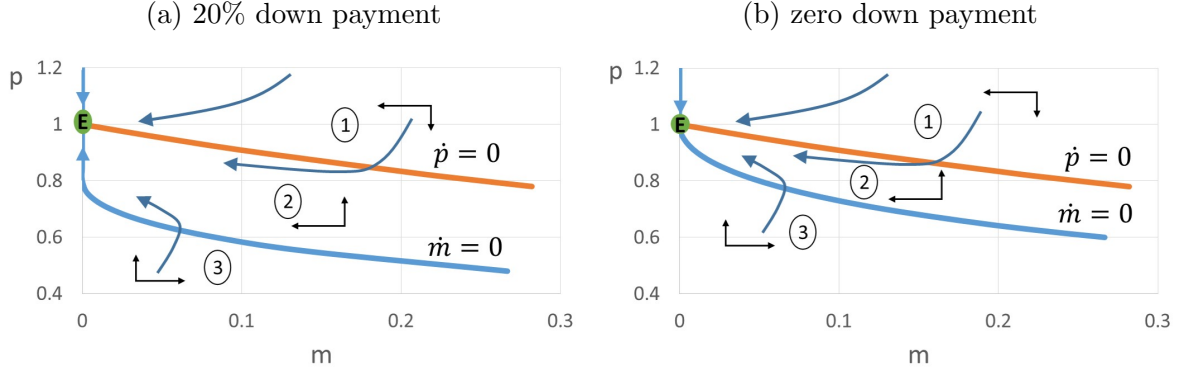 (a) 20% down payment
p
1.2
1
0.8
0.6
0.4
E
1
ṗ = 0
2
ṁ = 0
3
0
0.1
0.2
0.3
m
(b) zero down payment
p
1.2
1
0.8
0.6
0.4
E
1
ṗ = 0
2
ṁ = 0
3
0
0.1
0.2
0.3
m